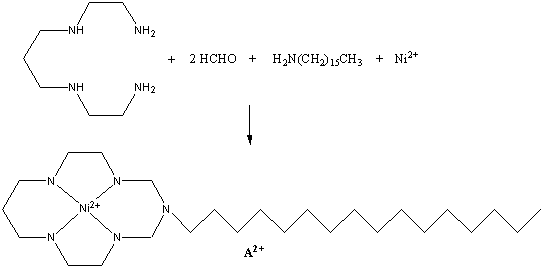 NH NH₂
+ 2 HCHO + H₂N(CH₂)₁₅CH₃ + Ni²⁺
NH NH₂
N N
Ni²⁺ N
N N
A²⁺